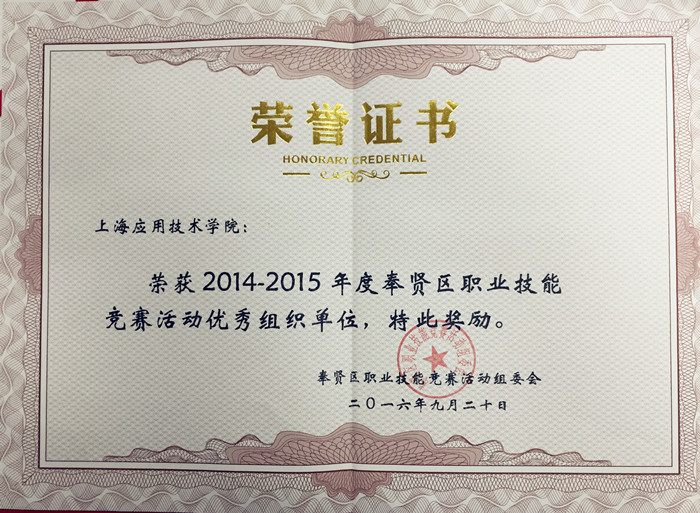 荣誉证书
HONORARY CREDENTIAL
上海应用技术学院：
荣获2014-2015年度奉贤区职业技能
竞赛活动优秀组织单位，特此奖励。
奉贤区职业技能竞赛活动组委会
二〇一六年九月二十日